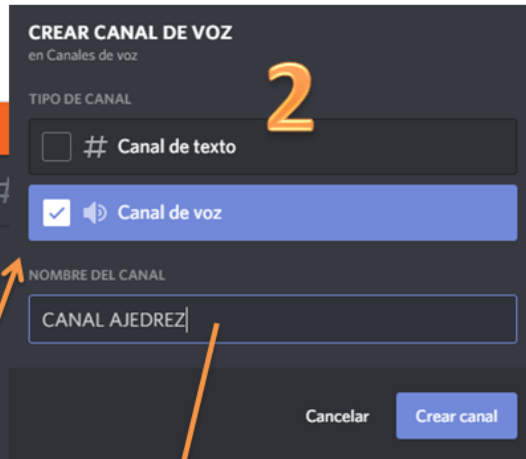 CREAR CANAL DE VOZ
en Canales de voz
2
TIPO DE CANAL
# Canal de texto
#
Canal de voz
NOMBRE DEL CANAL
CANAL AJEDREZ
Cancelar Crear canal